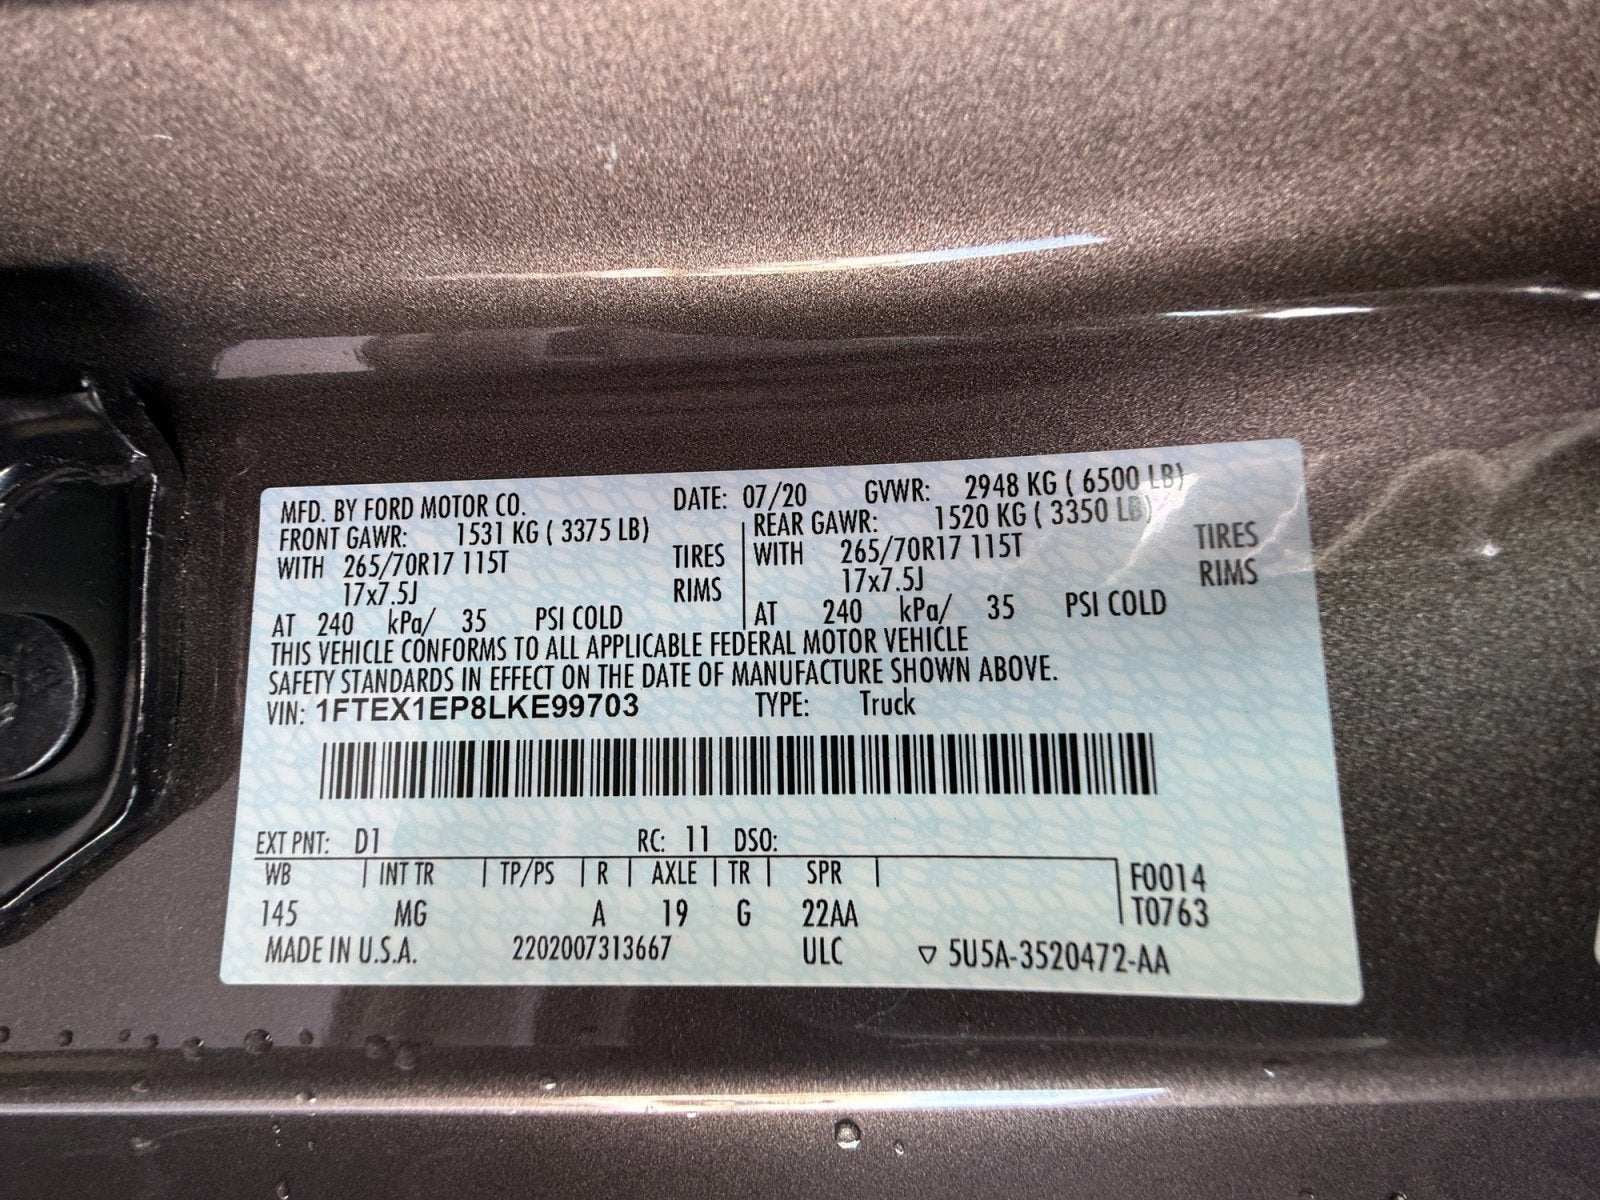 MFD. BY FORD MOTOR CO. DATE: 07/20 GVWR: 2948 KG ( 6500 LB)
FRONT GAWR: 1531 KG ( 3375 LB) REAR GAWR: 1520 KG ( 3350 LB)
WITH 265/70R17 115T TIRES WITH 265/70R17 115T TIRES
17x7.5J RIMS 17x7.5J RIMS
AT 240 kPa/ 35 PSI COLD AT 240 kPa/ 35 PSI COLD
THIS VEHICLE CONFORMS TO ALL APPLICABLE FEDERAL MOTOR VEHICLE
SAFETY STANDARDS IN EFFECT ON THE DATE OF MANUFACTURE SHOWN ABOVE.
VIN: 1FTEX1EP8LKE99703 TYPE: Truck
EXT PNT: D1 RC: 11 DSO:
WB | INT TR | TP/PS | R | AXLE | TR | SPR | F0014
145 MG A 19 G 22AA T0763
MADE IN U.S.A. 2202007313667 ULC ▽ 5U5A-3520472-AA